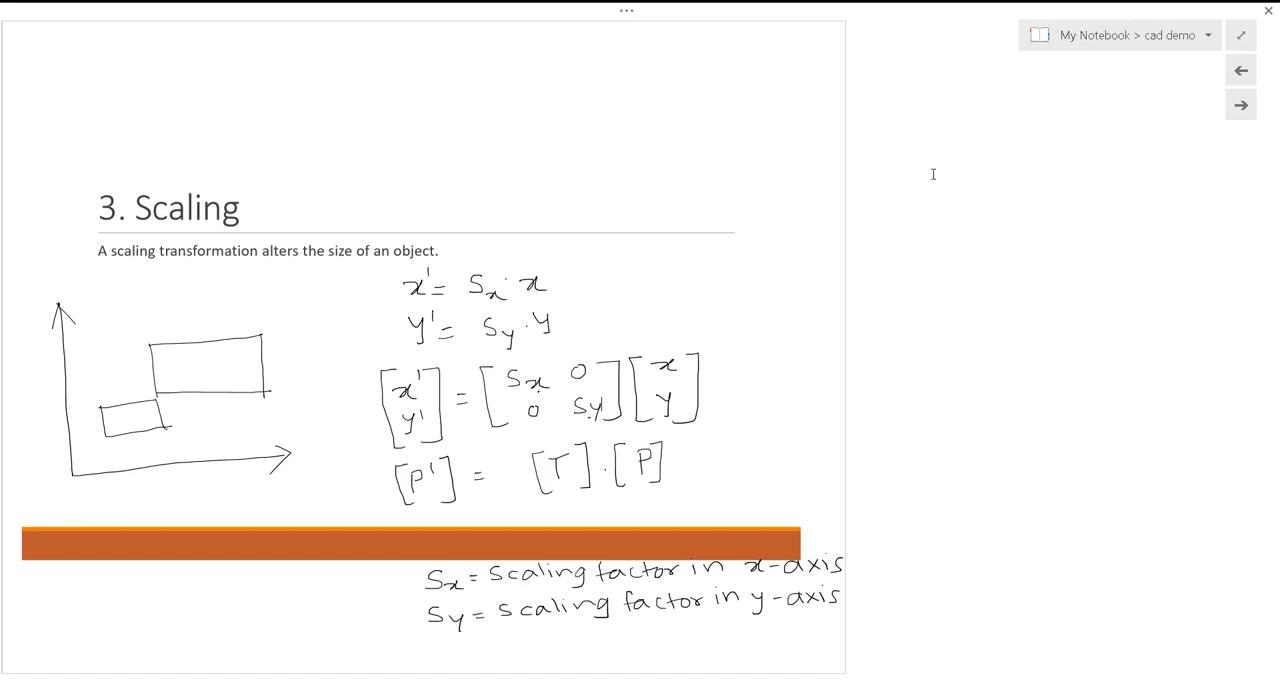 My Notebook > cad demo
3. Scaling
A scaling transformation alters the size of an object.
x' = Sx · x
y' = Sy · y
[x' y'] = [Sx 0 0 Sy] [x y]
[P'] = [T] · [P]
Sx = scaling factor in x-axis
Sy = scaling factor in y-axis